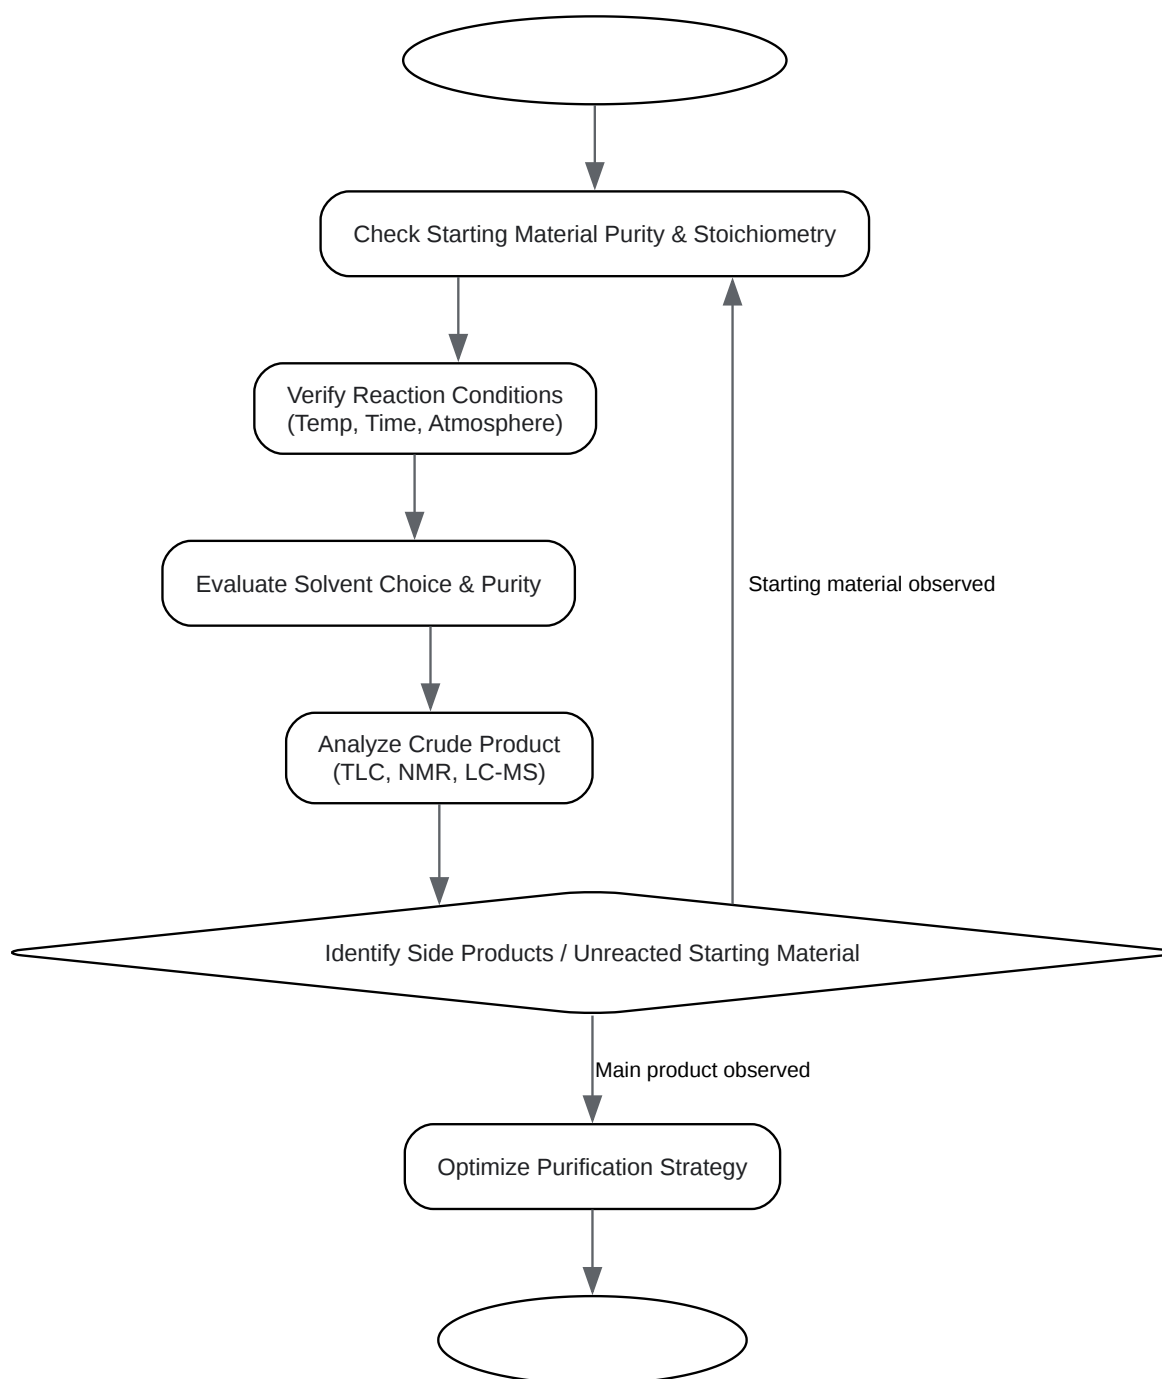 Check Starting Material Purity & Stoichiometry
Verify Reaction Conditions
(Temp, Time, Atmosphere)
Evaluate Solvent Choice & Purity
Starting material observed
Analyze Crude Product
(TLC, NMR, LC-MS)
Identify Side Products / Unreacted Starting Material
Main product observed
Optimize Purification Strategy